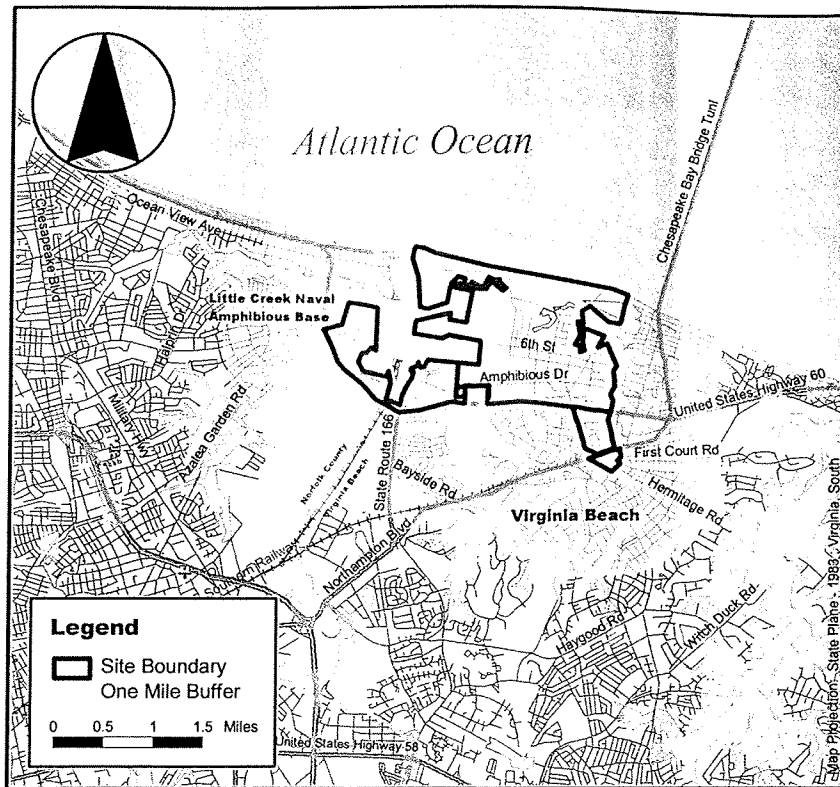 Atlantic Ocean
Chesapeake Bay Bridge Tunl
Ocean View Ave
Chesapeake Blvd
Little Creek Naval
Amphibious Base
Halprin Dr
6th St
Amphibious Dr
United States Highway 60
Military Hwy
Azalea Garden Rd
State Route 166
First Court Rd
Norfolk County
Virginia Beach
Bayside Rd
Hermitage Rd
Virginia Beach
Southern Railway
Northampton Blvd
Haygood Rd
Witch Duck Rd
Legend
Site Boundary
One Mile Buffer
0 0.5 1 1.5 Miles
United States Highway 58
Map Projection: State Plane, 1983, Virginia, South